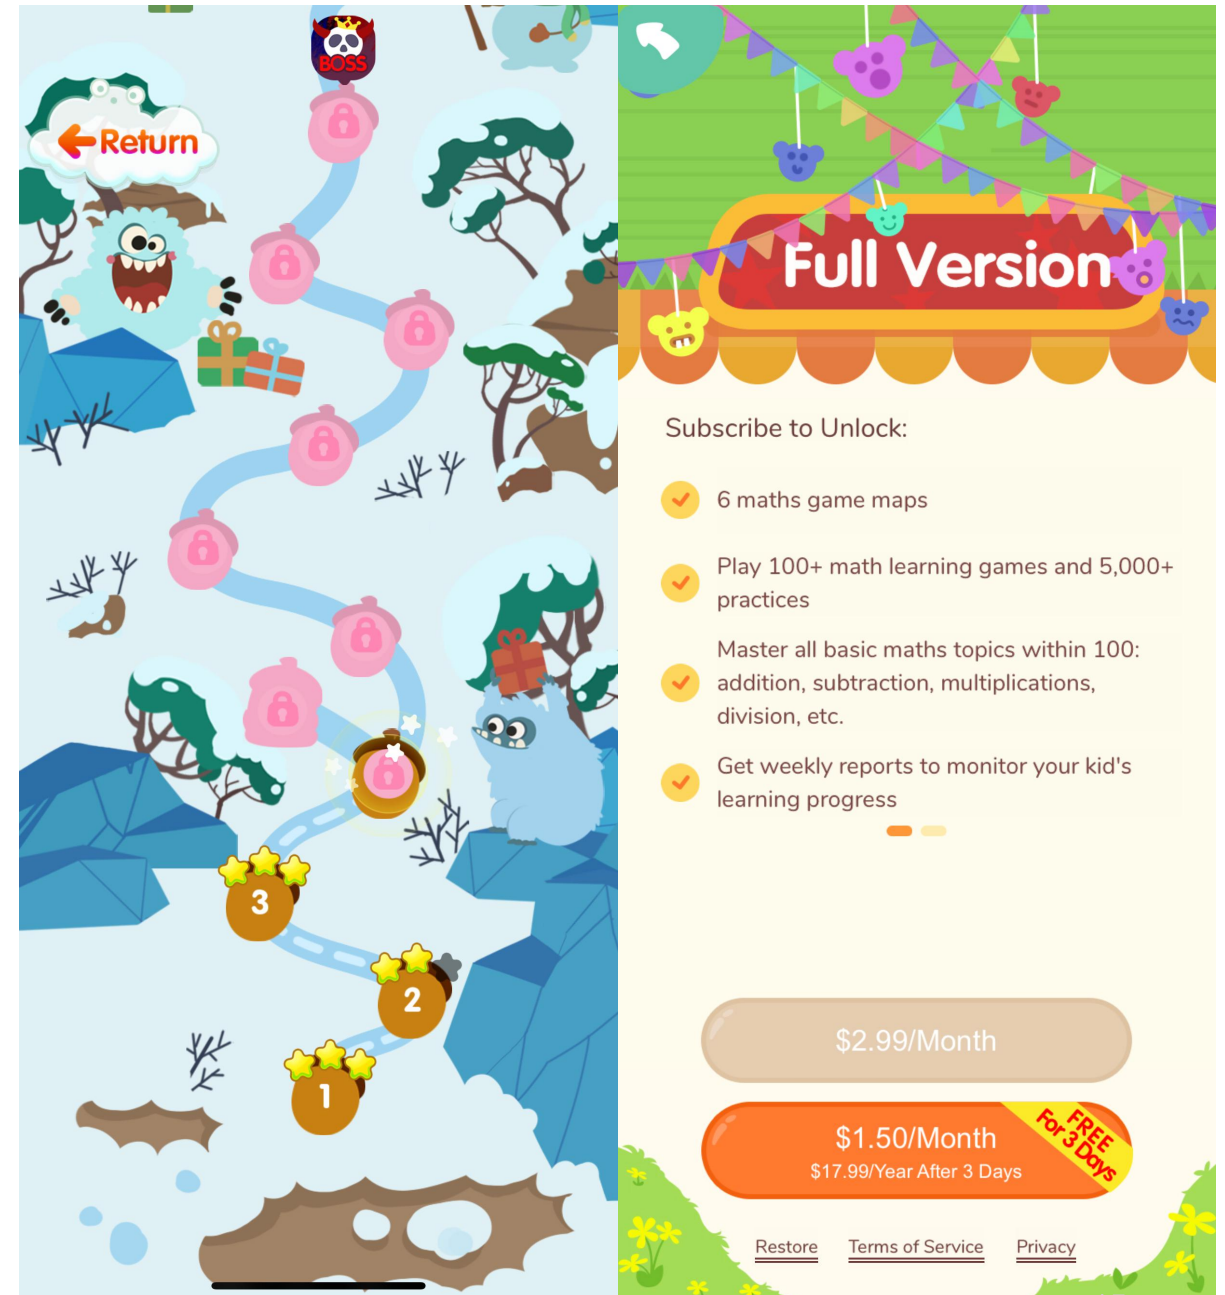 BOSS
Return
3
2
1
Full Version
Subscribe to Unlock:
6 maths game maps
Play 100+ math learning games and 5,000+
practices
Master all basic maths topics within 100:
addition, subtraction, multiplications,
division, etc.
Get weekly reports to monitor your kid's
learning progress
$2.99/Month
$1.50/Month
$17.99/Year After 3 Days
FREE
For 3 Days
Restore
Terms of Service
Privacy